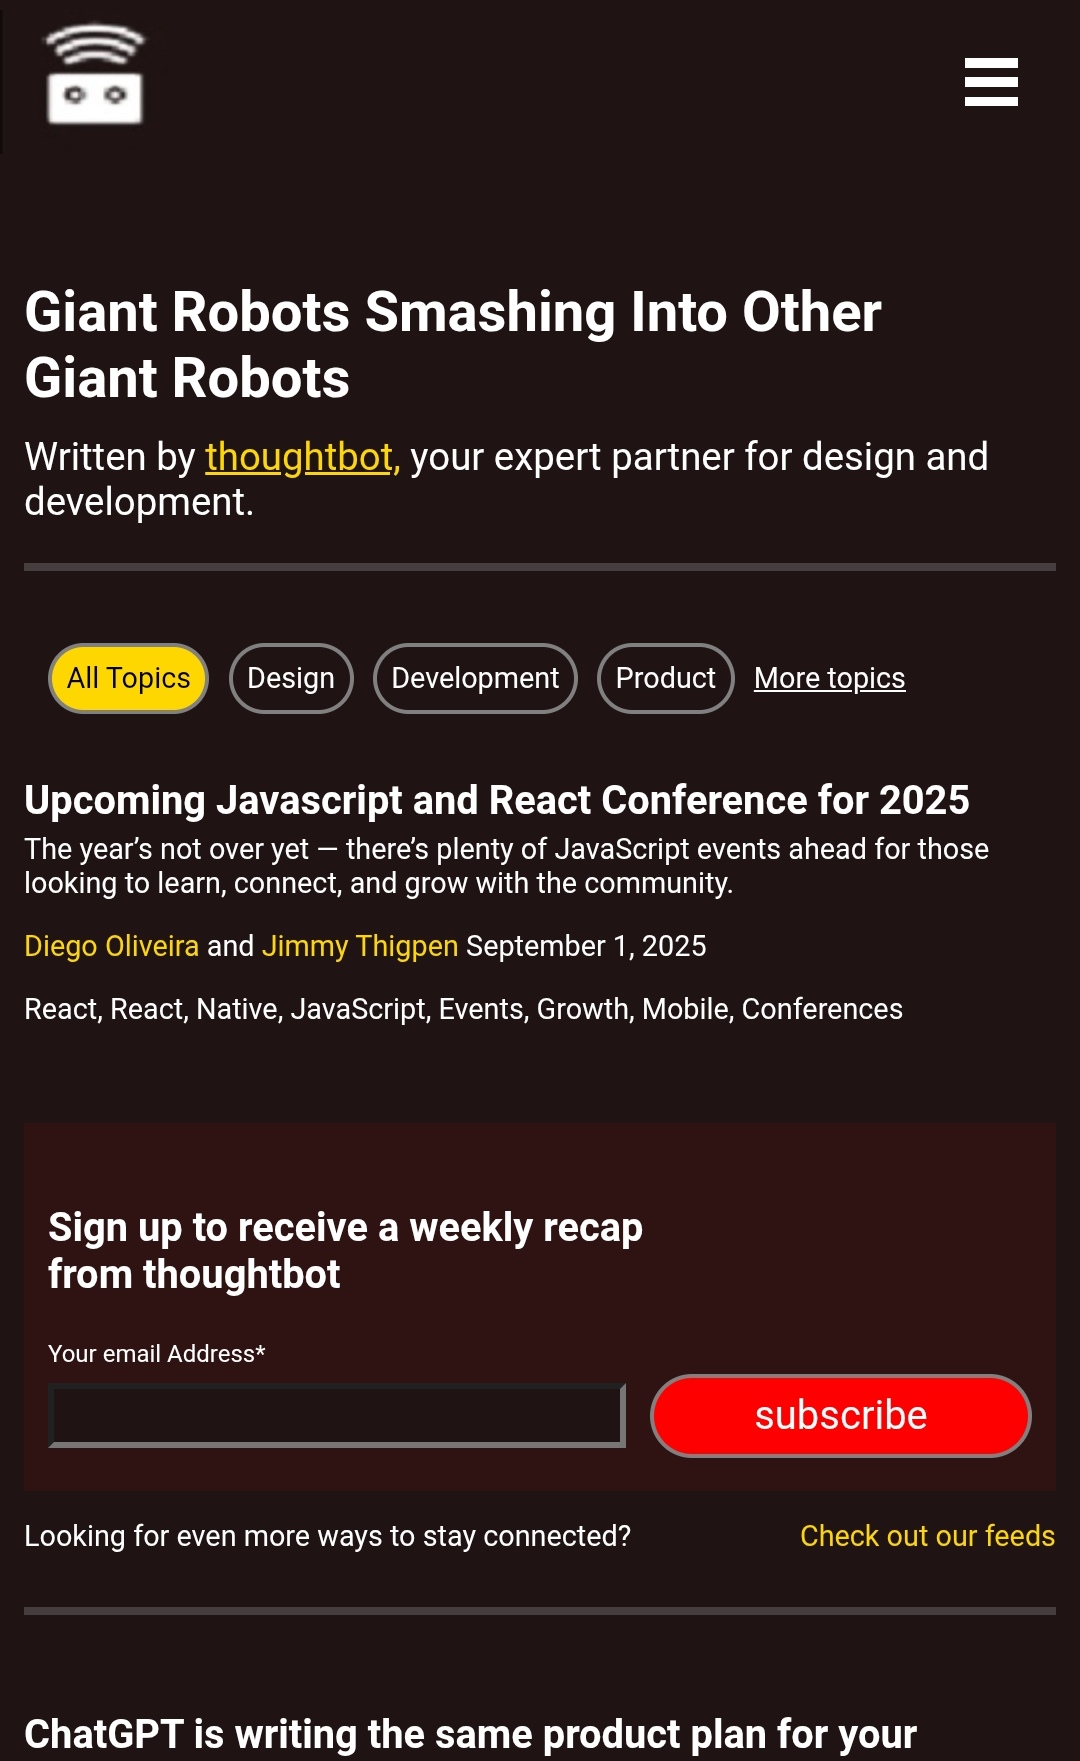 Giant Robots Smashing Into Other
Giant Robots
Written by thoughtbot, your expert partner for design and
development.
All Topics
Design
Development
Product
More topics
Upcoming Javascript and React Conference for 2025
The year’s not over yet — there’s plenty of JavaScript events ahead for those
looking to learn, connect, and grow with the community.
Diego Oliveira and Jimmy Thigpen September 1, 2025
React, React, Native, JavaScript, Events, Growth, Mobile, Conferences
Sign up to receive a weekly recap
from thoughtbot
Your email Address*
subscribe
Looking for even more ways to stay connected?
Check out our feeds
ChatGPT is writing the same product plan for your